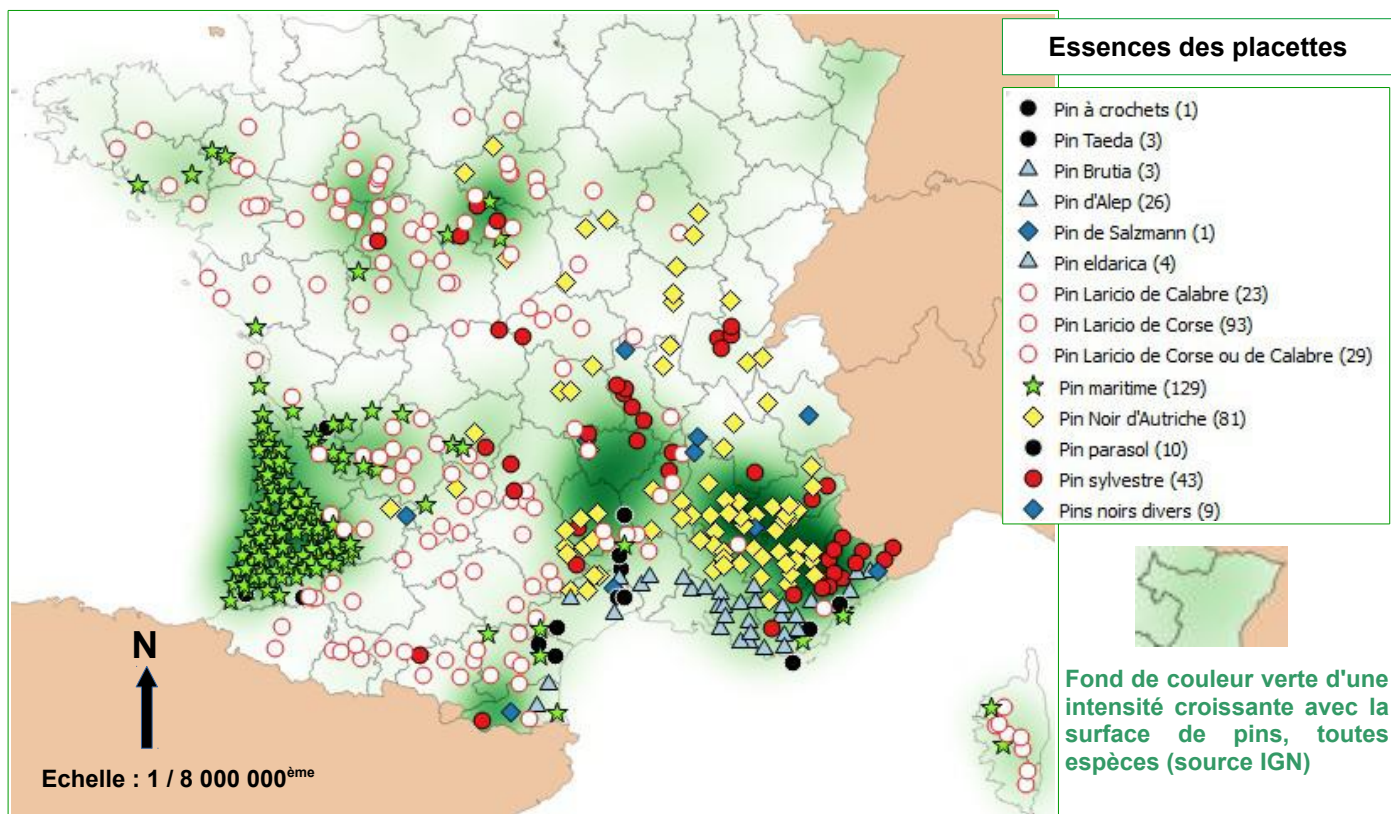 Essences des placettes
Pin à crochets (1)
Pin Taeda (3)
Pin Brutia (3)
Pin d'Alep (26)
Pin de Salzmann (1)
Pin eldarica (4)
Pin Laricio de Calabre (23)
Pin Laricio de Corse (93)
Pin Laricio de Corse ou de Calabre (29)
Pin maritime (129)
Pin Noir d'Autriche (81)
Pin parasol (10)
Pin sylvestre (43)
Pins noirs divers (9)
N
Echelle : 1 / 8 000 000ème
Fond de couleur verte d'une
intensité croissante avec la
surface de pins, toutes
espèces (source IGN)